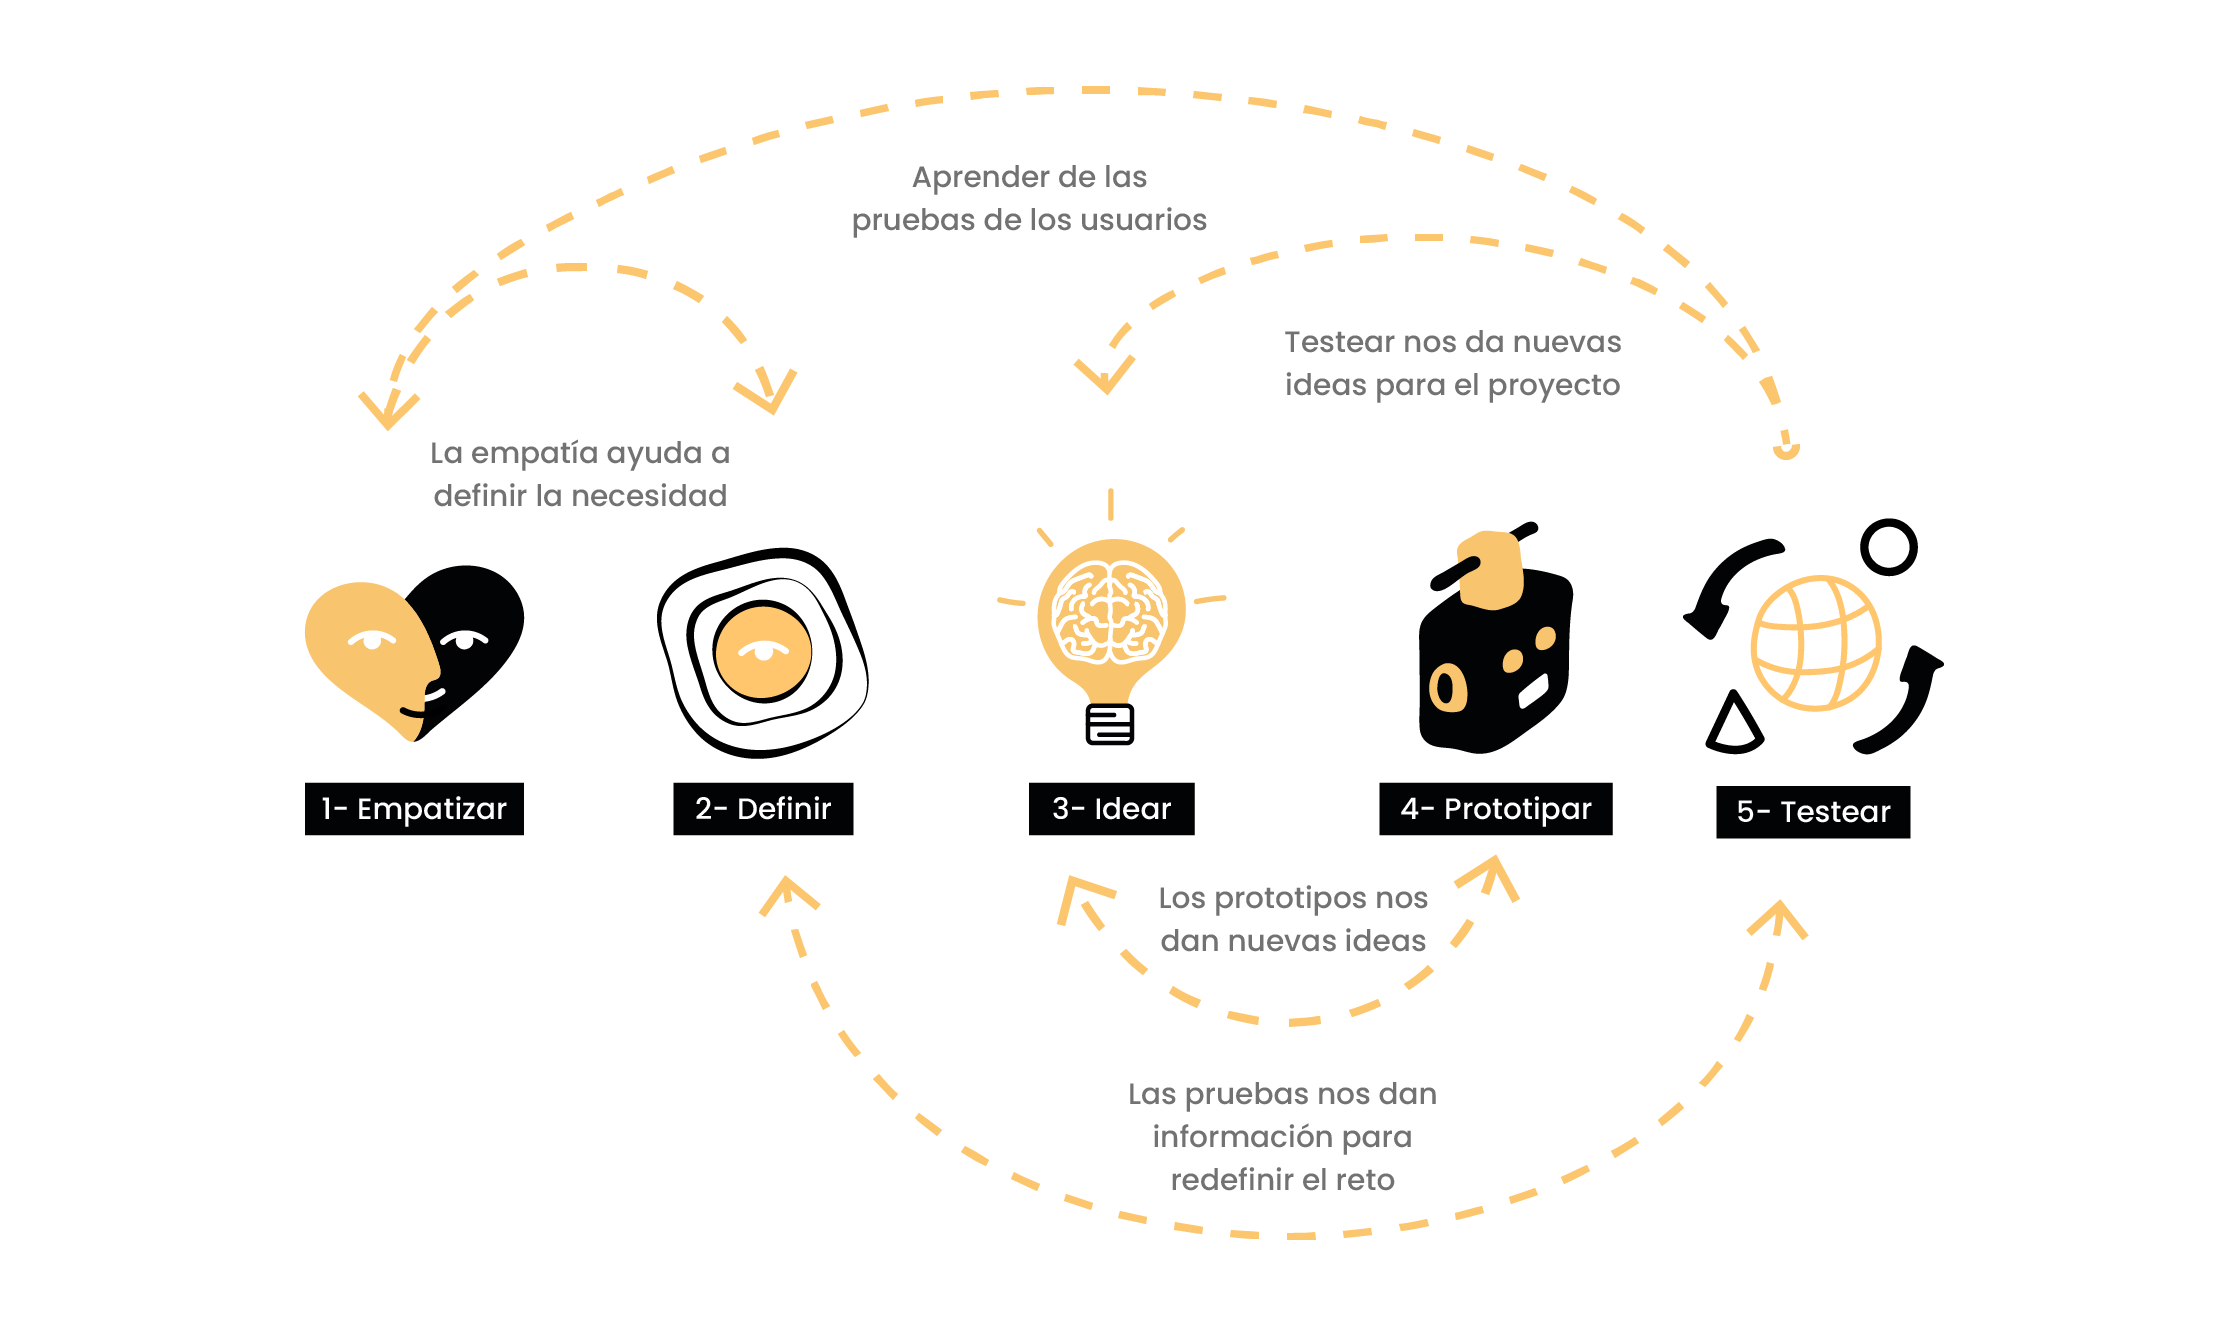 Aprender de las
pruebas de los usuarios
Testear nos da nuevas
ideas para el proyecto
La empatía ayuda a
definir la necesidad
1- Empatizar
2- Definir
3- Idear
4- Prototipar
5- Testear
Los prototipos nos
dan nuevas ideas
Las pruebas nos dan
información para
redefinir el reto